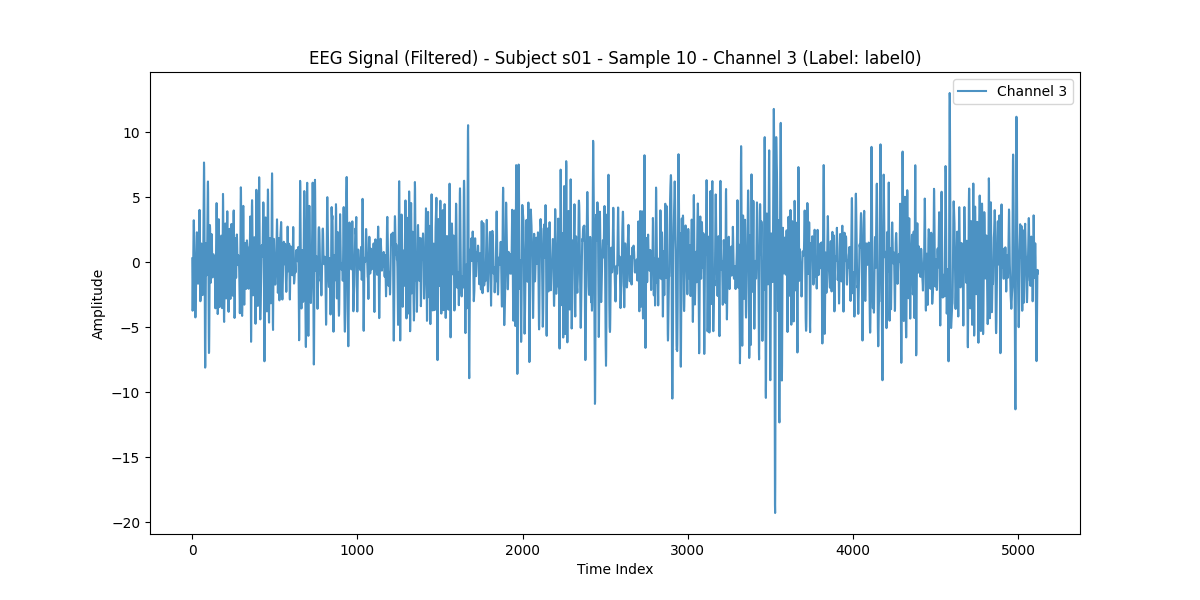 EEG Signal (Filtered) - Subject s01 - Sample 10 - Channel 3 (Label: label0)
Channel 3
10
5
0
−5
−10
−15
−20
Amplitude
0 1000 2000 3000 4000 5000
Time Index